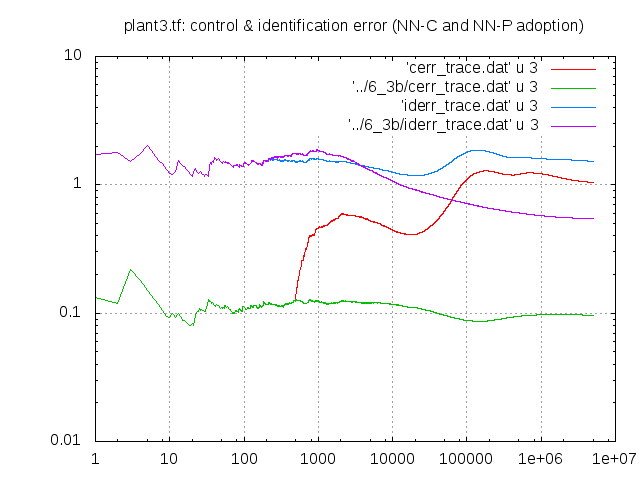 plant3.tf: control & identification error (NN-C and NN-P adoption)
10
'cerr_trace.dat' u 3
'../6_3b/cerr_trace.dat' u 3
'iderr_trace.dat' u 3
'../6_3b/iderr_trace.dat' u 3
1
0.1
0.01
1 10 100 1000 10000 100000 1e+06 1e+07